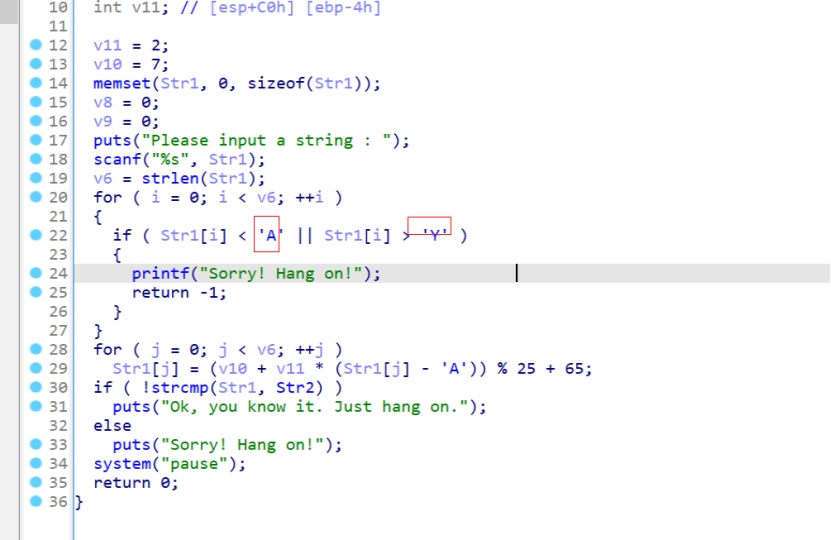 10 int v11; // [esp+C0h] [ebp-4h]
11
12 v11 = 2;
13 v10 = 7;
14 memset(Str1, 0, sizeof(Str1));
15 v8 = 0;
16 v9 = 0;
17 puts("Please input a string : ");
18 scanf("%s", Str1);
19 v6 = strlen(Str1);
20 for ( i = 0; i < v6; ++i )
21 {
22 if ( Str1[i] < 'A' || Str1[i] > 'Y' )
23 {
24 printf("Sorry! Hang on!");
25 return -1;
26 }
27 }
28 for ( j = 0; j < v6; ++j )
29 Str1[j] = (v10 + v11 * (Str1[j] - 'A')) % 25 + 65;
30 if ( !strcmp(Str1, Str2) )
31 puts("Ok, you know it. Just hang on.");
32 else
33 puts("Sorry! Hang on!");
34 system("pause");
35 return 0;
36 }